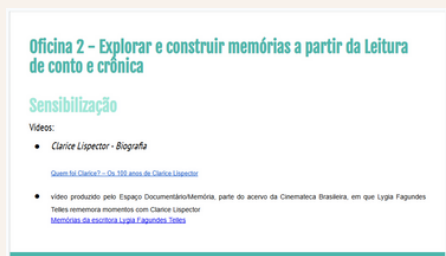 Oficina 2 - Explorar e construir memórias a partir da Leitura
de conto e crônica
Sensibilização
Vídeos:
● Clarice Lispector - Biografia
Quem foi Clarice? – Os 100 anos de Clarice Lispector
● vídeo produzido pelo Espaço Documentário/Memória, parte do acervo da Cinemateca Brasileira, em que Lygia Fagundes
Telles rememora momentos com Clarice Lispector
Memórias da escritora Lygia Fagundes Telles